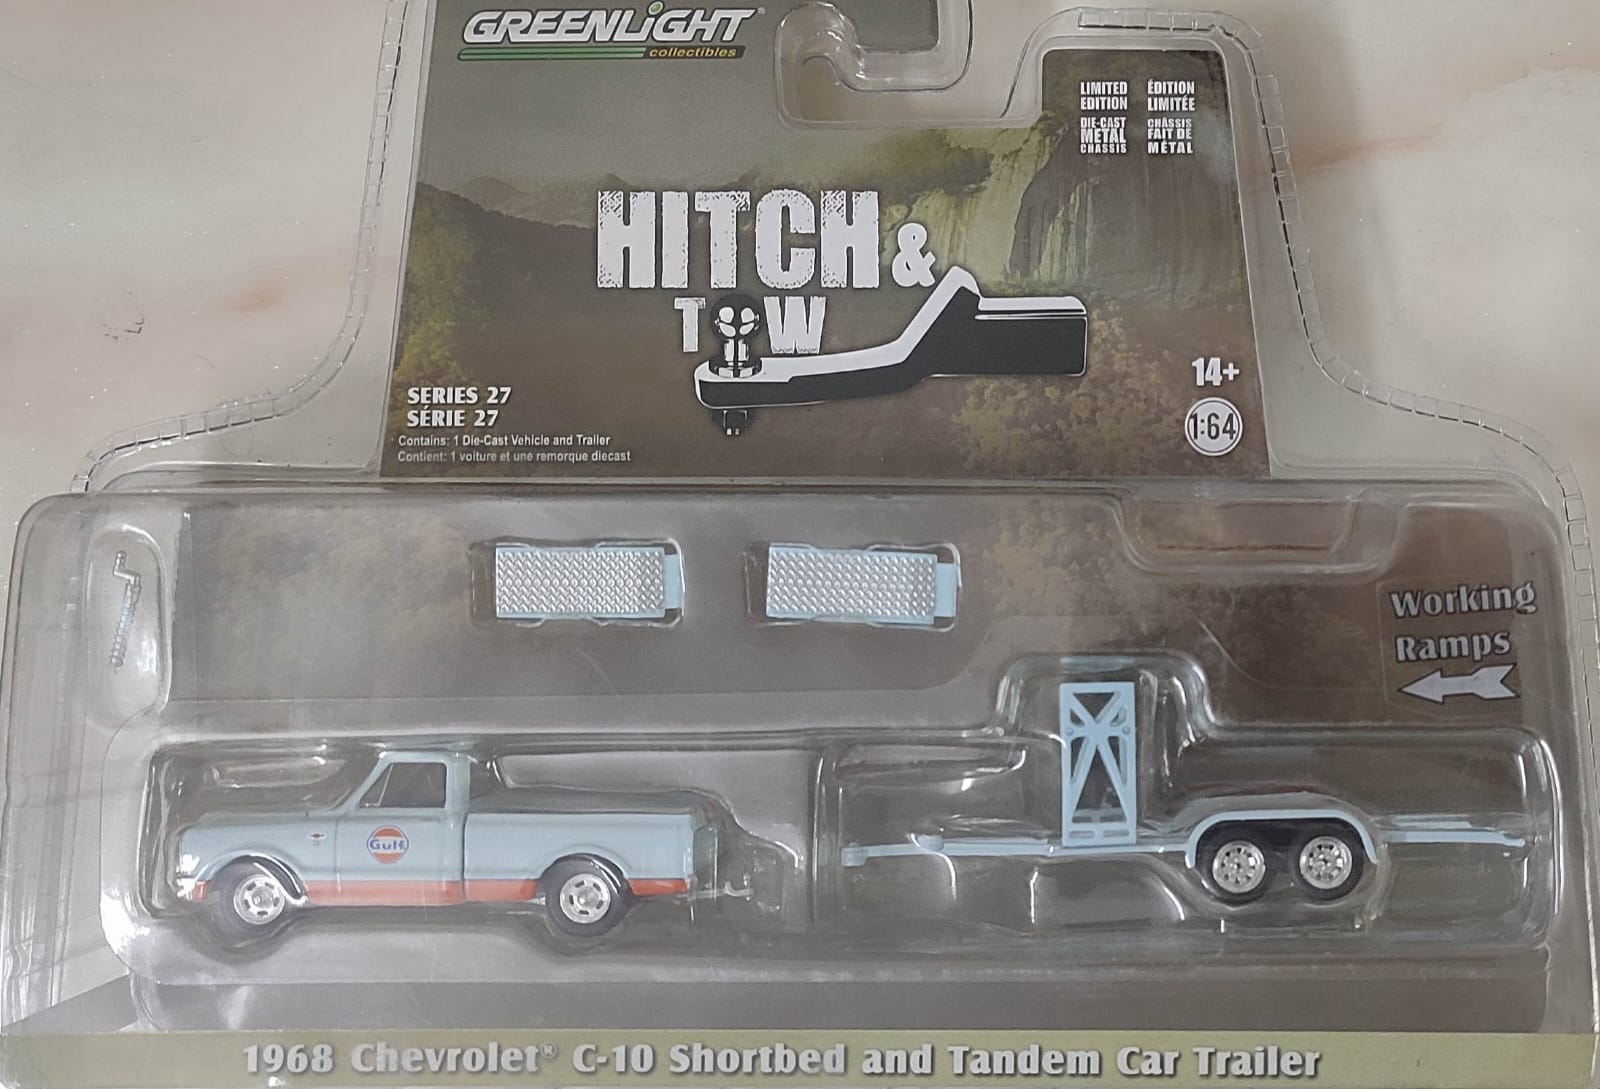 GREENLiGHT®
collectibles
LIMITED EDITION
ÉDITION LIMITÉE
DIE-CAST METAL CHASSIS
CHÂSSIS FAIT DE MÉTAL
HITCH &
TOW
14+
1:64
SERIES 27
SÉRIE 27
Contains: 1 Die-Cast Vehicle and Trailer
Contient: 1 voiture et une remorque diecast
Working
Ramps
Gulf
1968 Chevrolet® C-10 Shortbed and Tandem Car Trailer